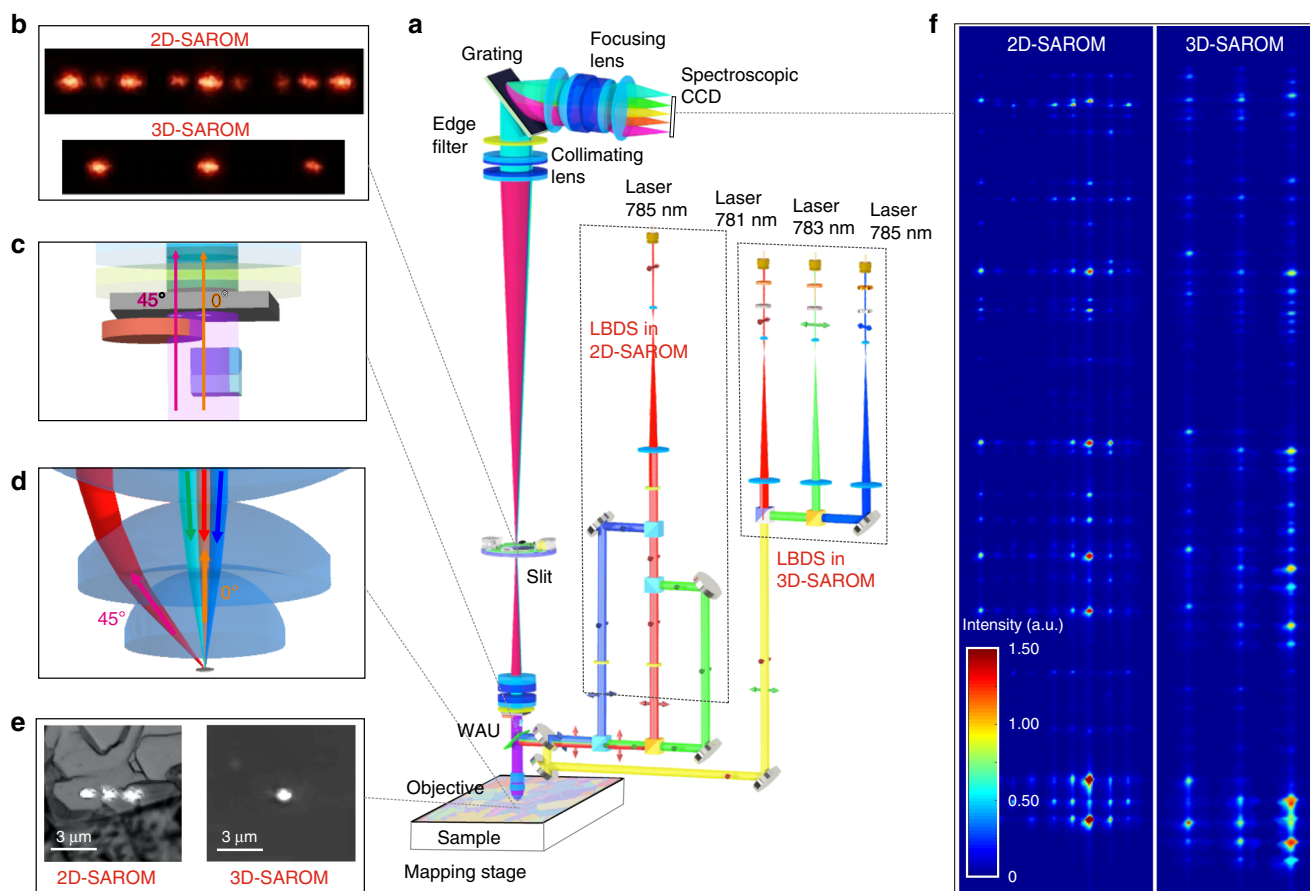 b
2D-SAROM
3D-SAROM
c
45°
0°
d
45°
0°
e
3 μm
3 μm
2D-SAROM
3D-SAROM
a
Grating
Focusing
lens
Spectroscopic
CCD
Edge
filter
Collimating
lens
Laser
785 nm
Laser
781 nm
Laser
783 nm
Laser
785 nm
LBDS in
2D-SAROM
LBDS in
3D-SAROM
Slit
WAU
Objective
Sample
Mapping stage
f
2D-SAROM
3D-SAROM
Intensity (a.u.)
1.50
1.00
0.50
0